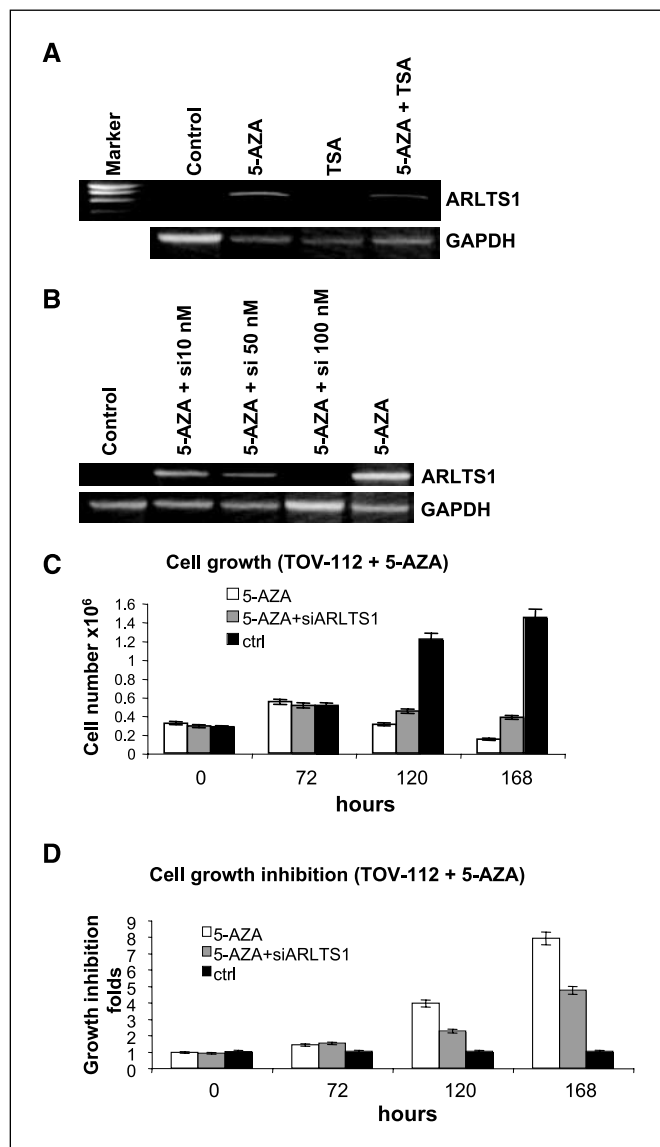 A
Marker
Control
5-AZA
TSA
5-AZA + TSA
ARLTS1
GAPDH
B
Control
5-AZA + si10 nM
5-AZA + si 50 nM
5-AZA + si 100 nM
5-AZA
ARLTS1
GAPDH
C
Cell growth (TOV-112 + 5-AZA)
5-AZA
5-AZA+siARLTS1
ctrl
Cell number x10⁶
1.6
1.4
1.2
1
0.8
0.6
0.4
0.2
0
0 72 120 168
hours
D
Cell growth inhibition (TOV-112 + 5-AZA)
5-AZA
5-AZA+siARLTS1
ctrl
Growth inhibition
folds
9
8
7
6
5
4
3
2
1
0
0 72 120 168
hours